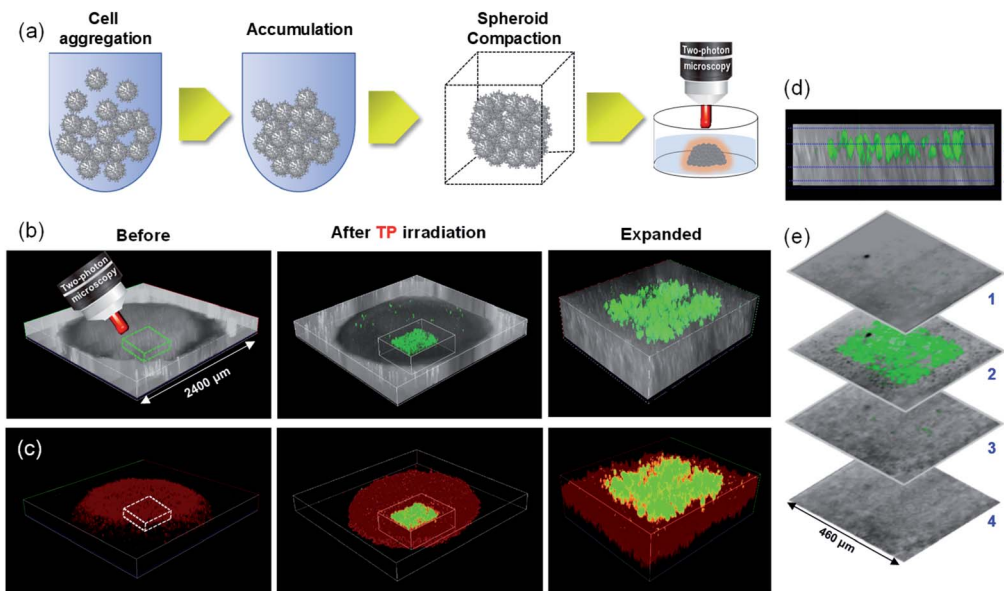 (a)
Cell
aggregation
Accumulation
Spheroid
Compaction
Two-photon
microscopy
(b)
Before
After TP irradiation
Expanded
Two-photon
microscopy
2400 µm
(c)
(d)
(e)
1
2
3
4
460 µm